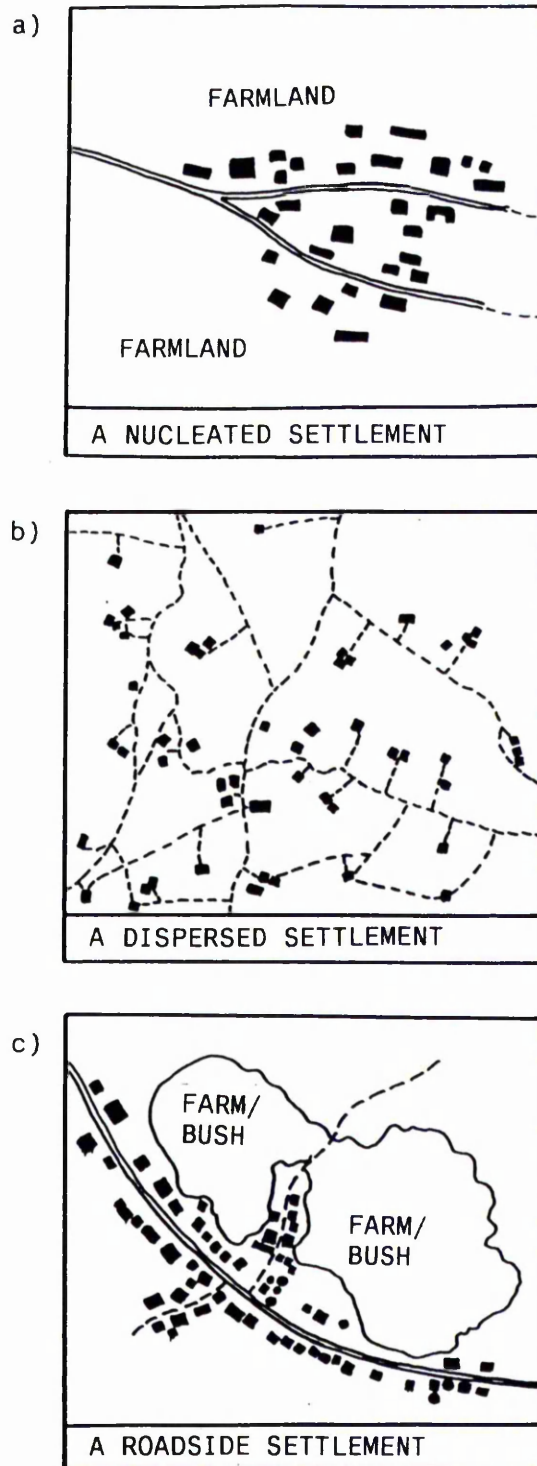 a)
FARMLAND
FARMLAND
A NUCLEATED SETTLEMENT
b)
A DISPERSED SETTLEMENT
c)
FARM/
BUSH
FARM/
BUSH
A ROADSIDE SETTLEMENT